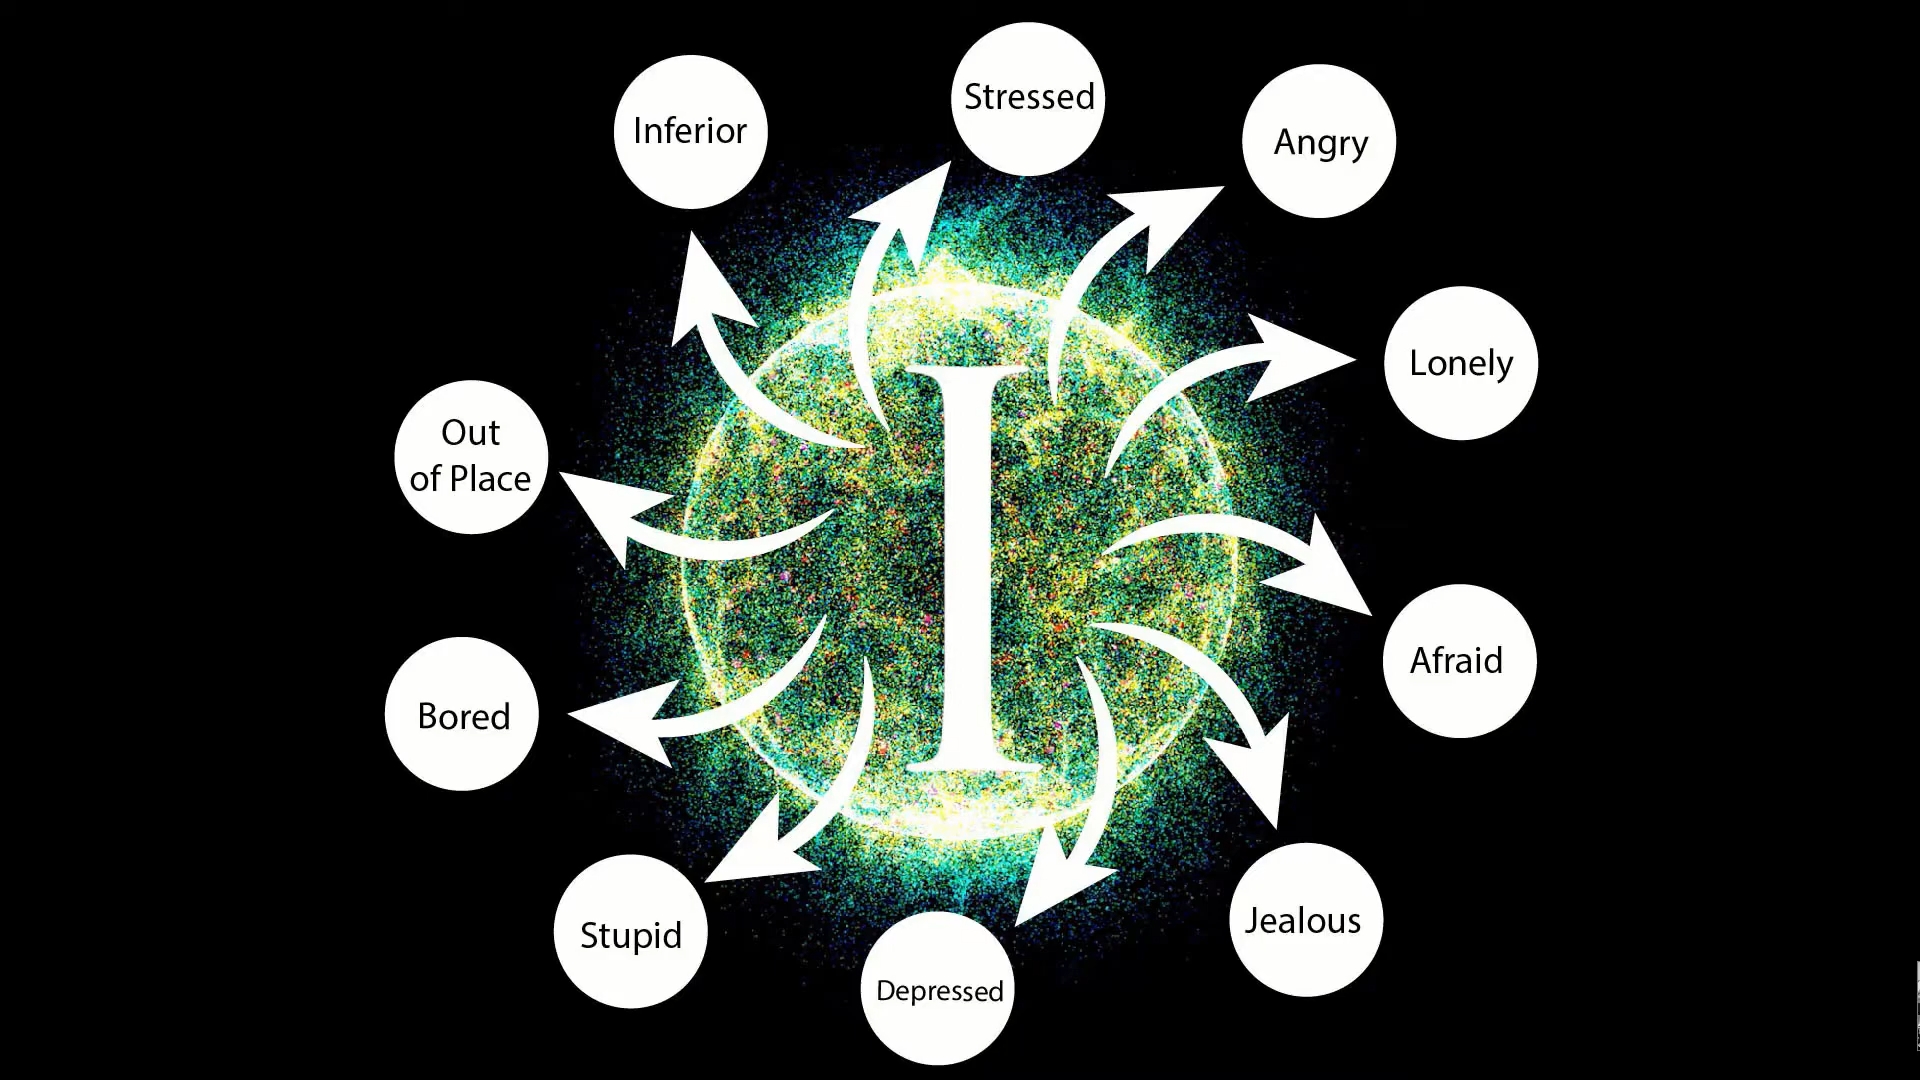 Stressed
Inferior
Angry
Lonely
Out
of Place
I
Afraid
Bored
Jealous
Stupid
Depressed